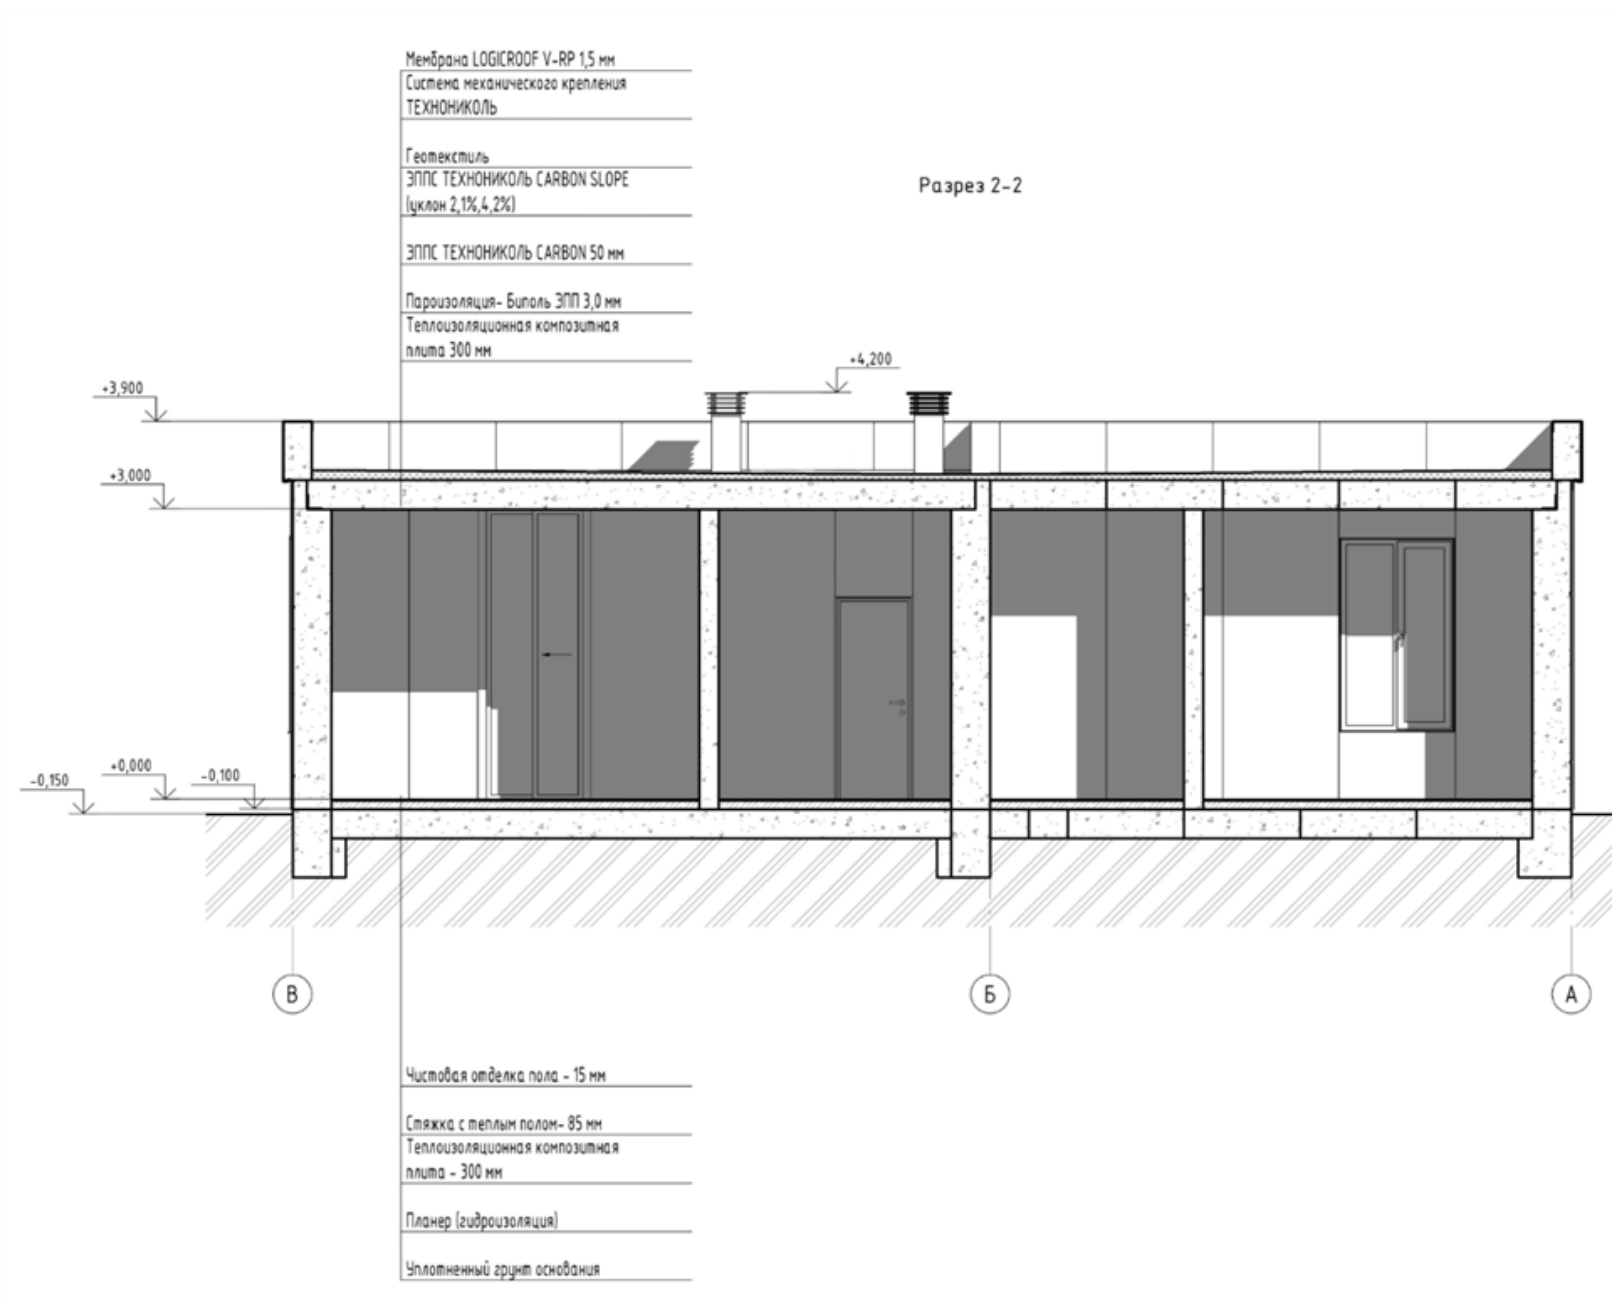 Мембрана LOGICROOF V-RP 1,5 мм
Система механического крепления
ТЕХНОНИКОЛЬ
Геотекстиль
ЭППС ТЕХНОНИКОЛЬ CARBON SLOPE
(уклон 2,1%,4,2%)
ЭППС ТЕХНОНИКОЛЬ CARBON 50 мм
Пароизоляция- Биполь ЭПП 3,0 мм
Теплоизоляционная композитная
плита 300 мм
Разрез 2-2
+4,200
+3,900
+3,000
+0,000
-0,100
-0,150
В
Б
А
Чистовая отделка пола - 15 мм
Стяжка с теплым полом- 85 мм
Теплоизоляционная композитная
плита - 300 мм
Планер (гидроизоляция)
Уплотненный грунт основания